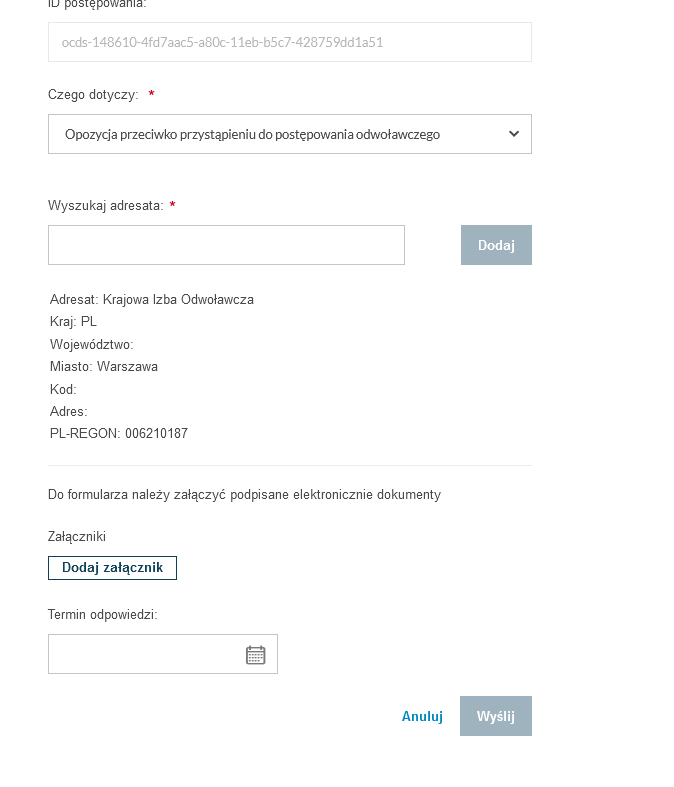 ID postępowania:
ocds-148610-4fd7aac5-a80c-11eb-b5c7-428759dd1a51
Czego dotyczy: *
Opozycja przeciwko przystąpieniu do postępowania odwoławczego
Wyszukaj adresata: *
Dodaj
Adresat: Krajowa Izba Odwoławcza
Kraj: PL
Województwo:
Miasto: Warszawa
Kod:
Adres:
PL-REGON: 006210187
Do formularza należy załączyć podpisane elektronicznie dokumenty
Załączniki
Dodaj załącznik
Termin odpowiedzi:
Anuluj Wyślij